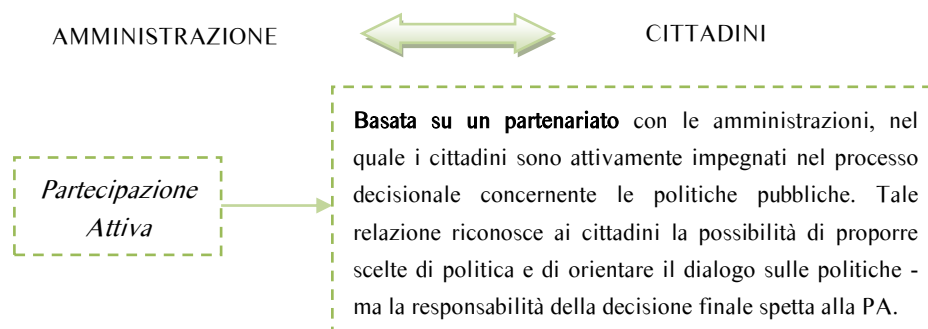 AMMINISTRAZIONE CITTADINI
Basata su un partenariato con le amministrazioni, nel
quale i cittadini sono attivamente impegnati nel processo
decisionale concernente le politiche pubbliche. Tale
relazione riconosce ai cittadini la possibilità di proporre
scelte di politica e di orientare il dialogo sulle politiche -
ma la responsabilità della decisione finale spetta alla PA.
Partecipazione
Attiva